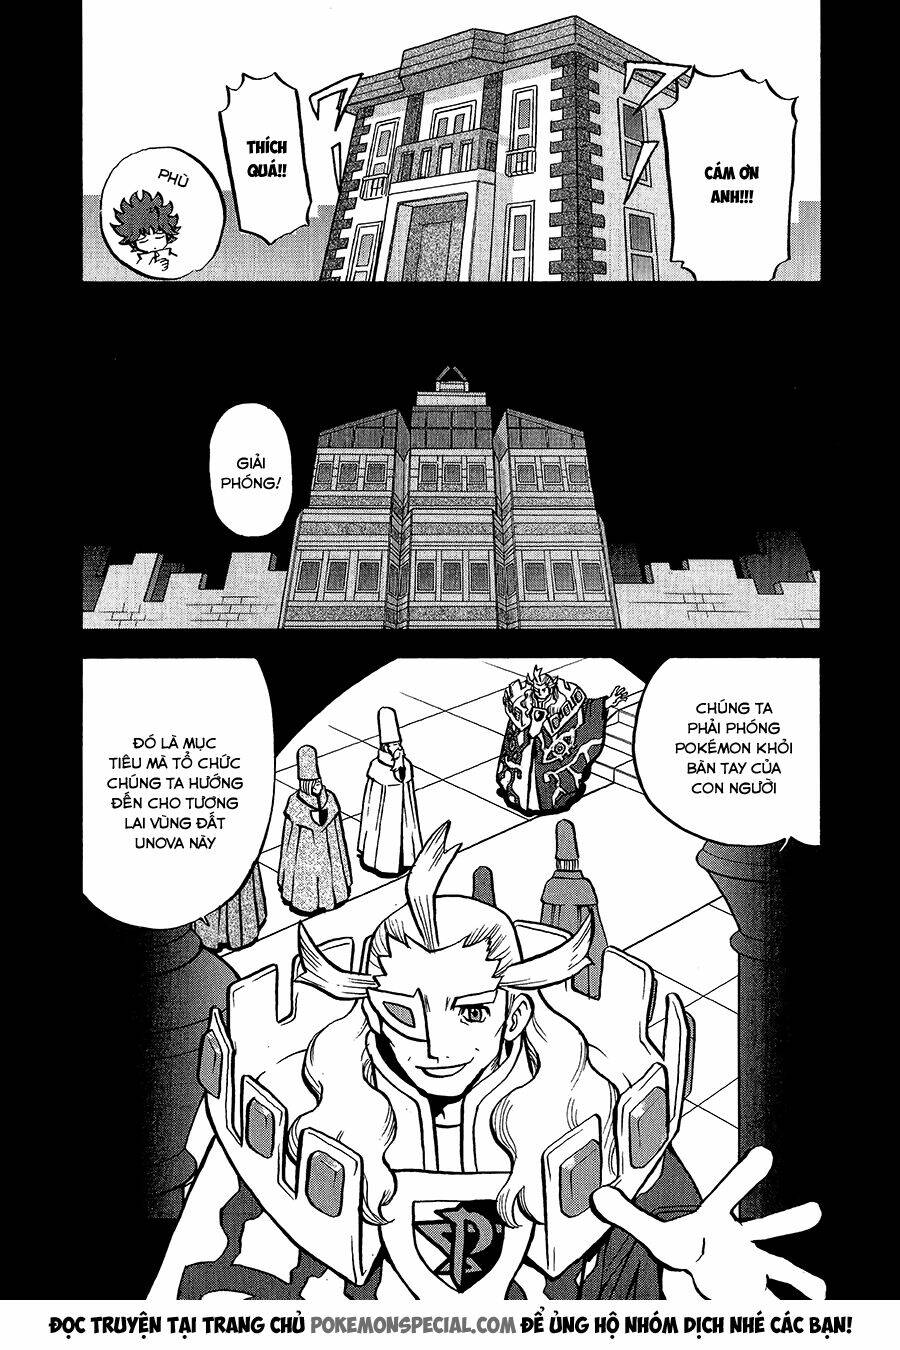 CÁM ƠN
ANH!!!
THÍCH
QUÁ!!
PHÙ
GIẢI
PHÓNG!
CHÚNG TA
PHẢI PHÓNG
POKÉMON KHỎI
BÀN TAY CỦA
CON NGƯỜI
ĐÓ LÀ MỤC
TIÊU MÀ TỔ CHỨC
CHÚNG TA HƯỚNG
ĐẾN CHO TƯƠNG
LAI VÙNG ĐẤT
UNOVA NÀY
P
ĐỌC TRUYỆN TẠI TRANG CHỦ POKEMONSPECIAL.COM ĐỂ ỦNG HỘ NHÓM DỊCH NHÉ CÁC BẠN!